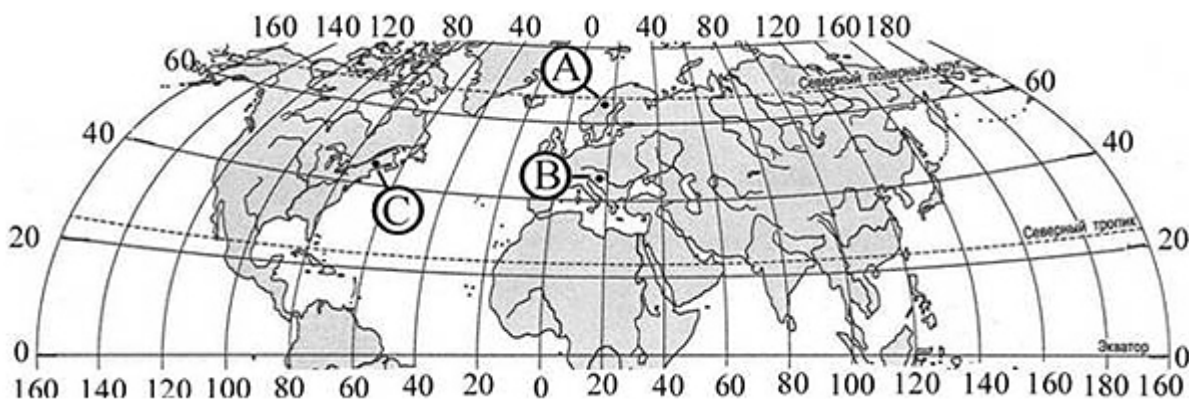 160 140 120 80 40 0 40 80 120 160 180
A
60 Северный полярный круг 60
40 40
B
C
Северный тропик
20 20
Экватор
0 0
160 140 120 100 80 60 40 20 0 20 40 60 80 100 120 140 160 180 160